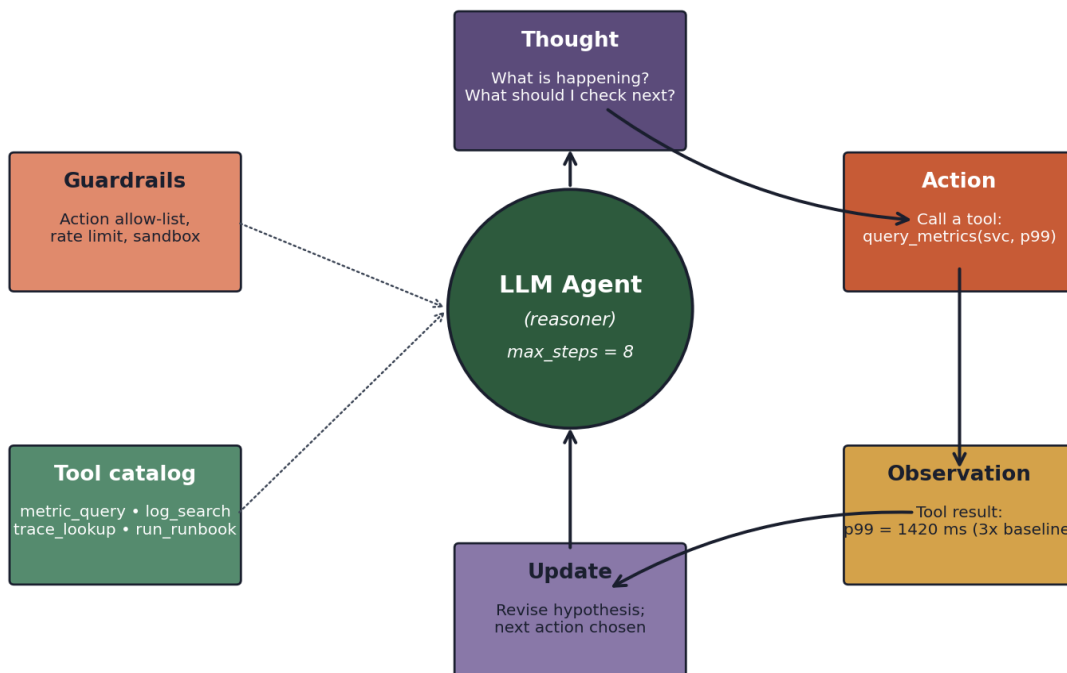 Thought
What is happening?
What should I check next?
Guardrails
Action allow-list,
rate limit, sandbox
Action
Call a tool:
query_metrics(svc, p99)
LLM Agent
(reasoner)
max_steps = 8
Tool catalog
metric_query • log_search
trace_lookup • run_runbook
Observation
Tool result:
p99 = 1420 ms (3x baseline
Update
Revise hypothesis;
next action chosen